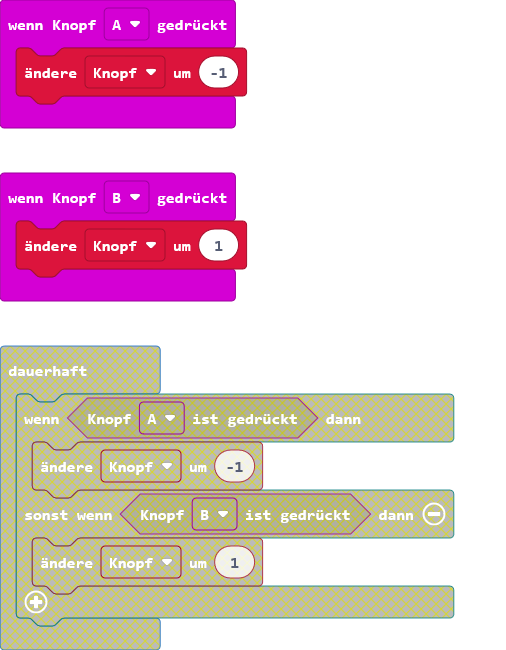 wenn Knopf A gedrückt
ändere Knopf um -1
wenn Knopf B gedrückt
ändere Knopf um 1
dauerhaft
wenn Knopf A ist gedrückt dann
ändere Knopf um -1
sonst wenn Knopf B ist gedrückt dann
ändere Knopf um 1